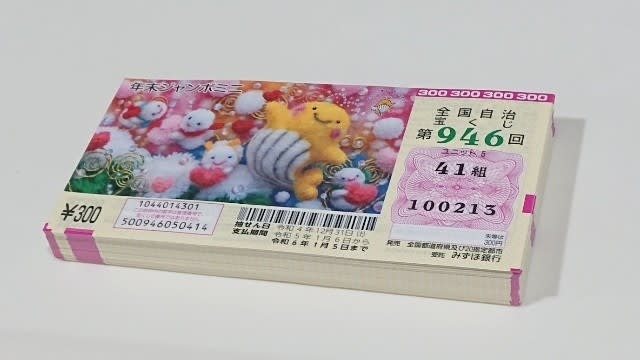 年末ジャンボミニ
300 300 300 300
全国自治
宝くじ
第946回
ユニット 5
41組
100213
1044014301
500946050414
¥300
抽せん日 令和4年12月31日(土)
支払期間 令和5年1月6日から
令和6年1月5日まで
300円
発売 全国都道府県及び20指定都市
受託 みずほ銀行